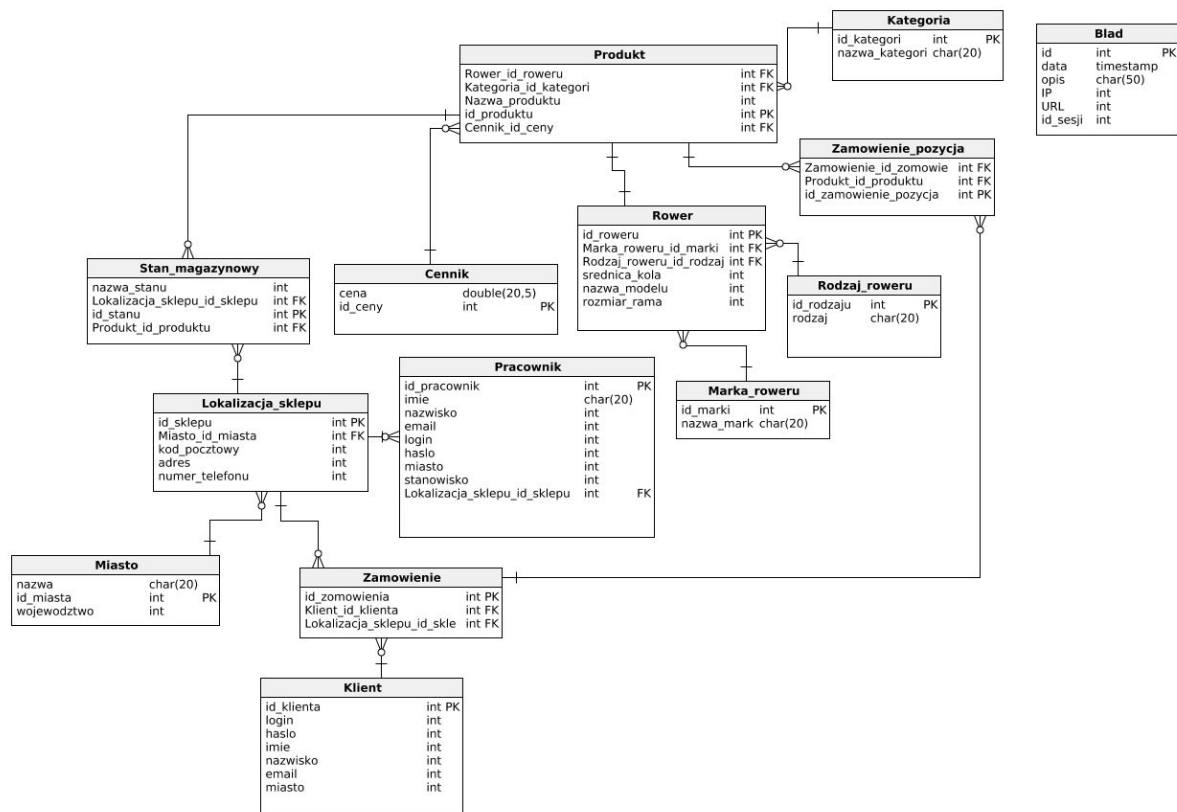 Kategoria
id_kategori int PK
nazwa_kategori char(20)
Blad
id int PK
data timestamp
opis char(50)
IP int
URL int
id_sesji int
Produkt
Rower_id_roweru int FK
Kategoria_id_kategori int FK
Nazwa_produktu int
id_produktu int PK
Cennik_id_ceny int FK
Zamowienie_pozycja
Zamowienie_id_zomowie int FK
Produkt_id_produktu int FK
id_zamowienie_pozycja int PK
Rower
id_roweru int PK
Marka_roweru_id_marki int FK
Rodzaj_roweru_id_rodzaj int FK
srednica_kola int
nazwa_modelu int
rozmiar_rama int
Stan_magazynowy
nazwa_stanu int
Lokalizacja_sklepu_id_sklepu int FK
id_stanu int PK
Produkt_id_produktu int FK
Cennik
cena double(20,5)
id_ceny int PK
Rodzaj_roweru
id_rodzaju int PK
rodzaj char(20)
Pracownik
id_pracownik int PK
imie char(20)
nazwisko int
email int
login int
haslo int
miasto int
stanowisko int
Lokalizacja_sklepu_id_sklepu int FK
Marka_roweru
id_marki int PK
nazwa_mark char(20)
Lokalizacja_sklepu
id_sklepu int PK
Miasto_id_miasta int FK
kod_pocztowy int
adres int
numer_telefonu int
Miasto
nazwa char(20)
id_miasta int PK
wojewodztwo int
Zamowienie
id_zomowienia int PK
Klient_id_klienta int FK
Lokalizacja_sklepu_id_skle int FK
Klient
id_klienta int PK
login int
haslo int
imie int
nazwisko int
email int
miasto int